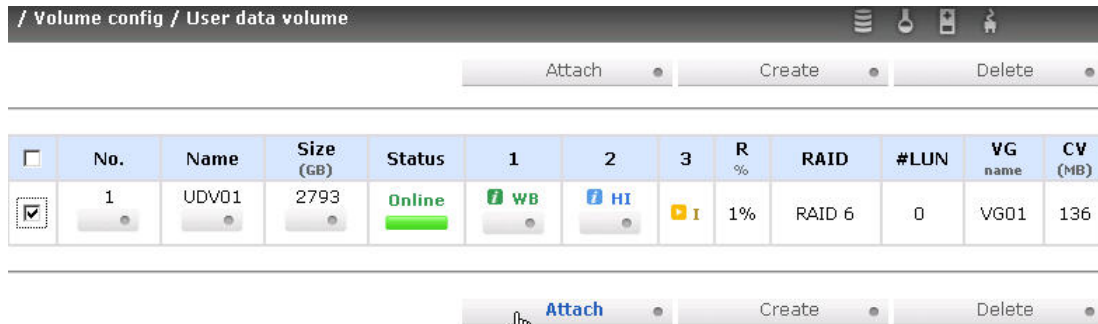 / Volume config / User data volume
Attach Create Delete
No. Name Size (GB) Status 1 2 3 R % RAID #LUN VG name CV (MB)
1 UDV01 2793 Online WB HI I 1% RAID 6 0 VG01 136
Attach Create Delete